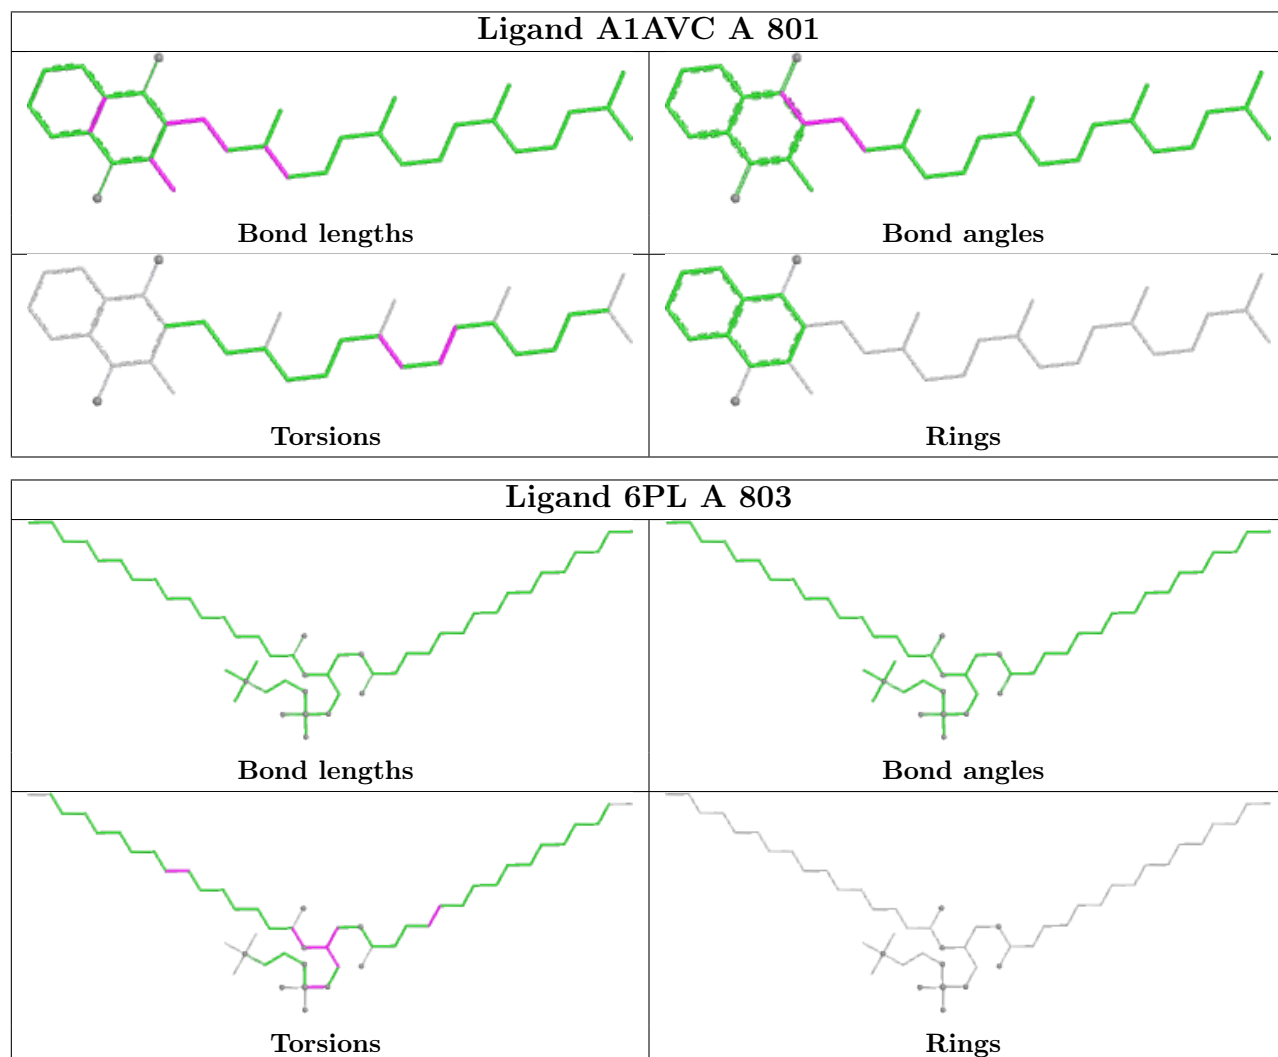 Ligand A1AVC A 801
Bond lengths
Bond angles
Torsions
Rings
Ligand 6PL A 803
Bond lengths
Bond angles
Torsions
Rings